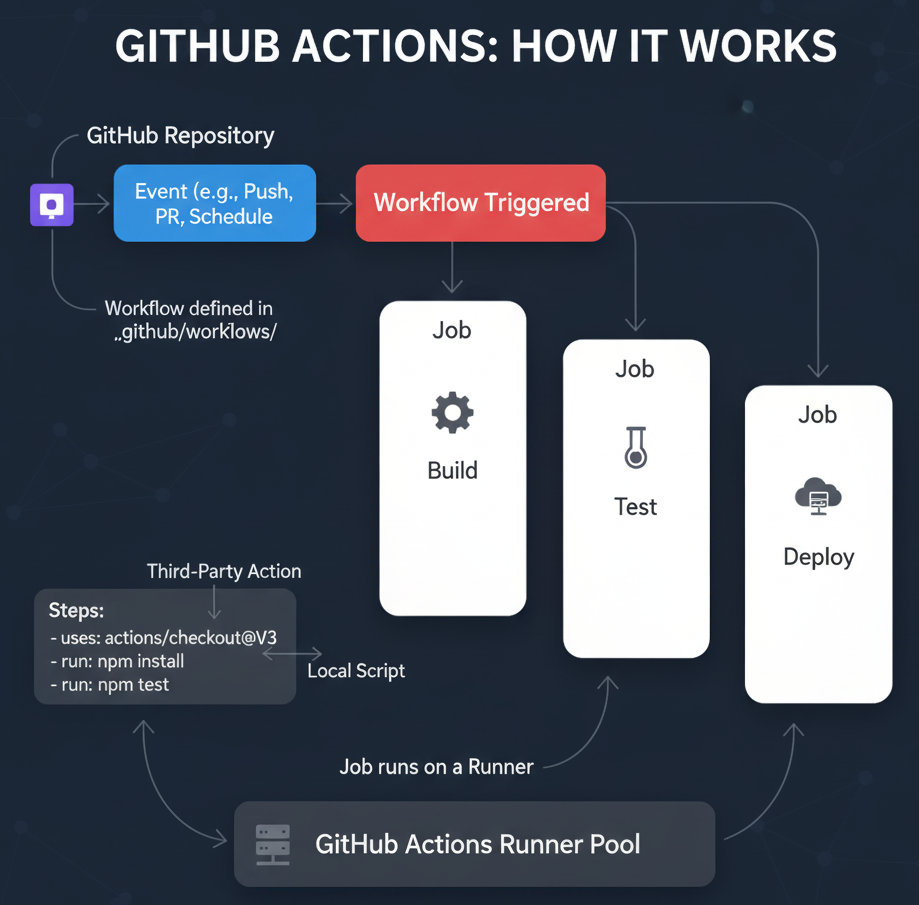 GITHUB ACTIONS: HOW IT WORKS
GitHub Repository
Event (e.g., Push,
PR, Schedule
Workflow Triggered
Workflow defined in
„github/worklows/
Job
Build
Job
Test
Job
Deploy
Third-Party Action
Steps:
- uses: actions/checkout@V3
- run: npm install
- run: npm test
Local Script
Job runs on a Runner
GitHub Actions Runner Pool